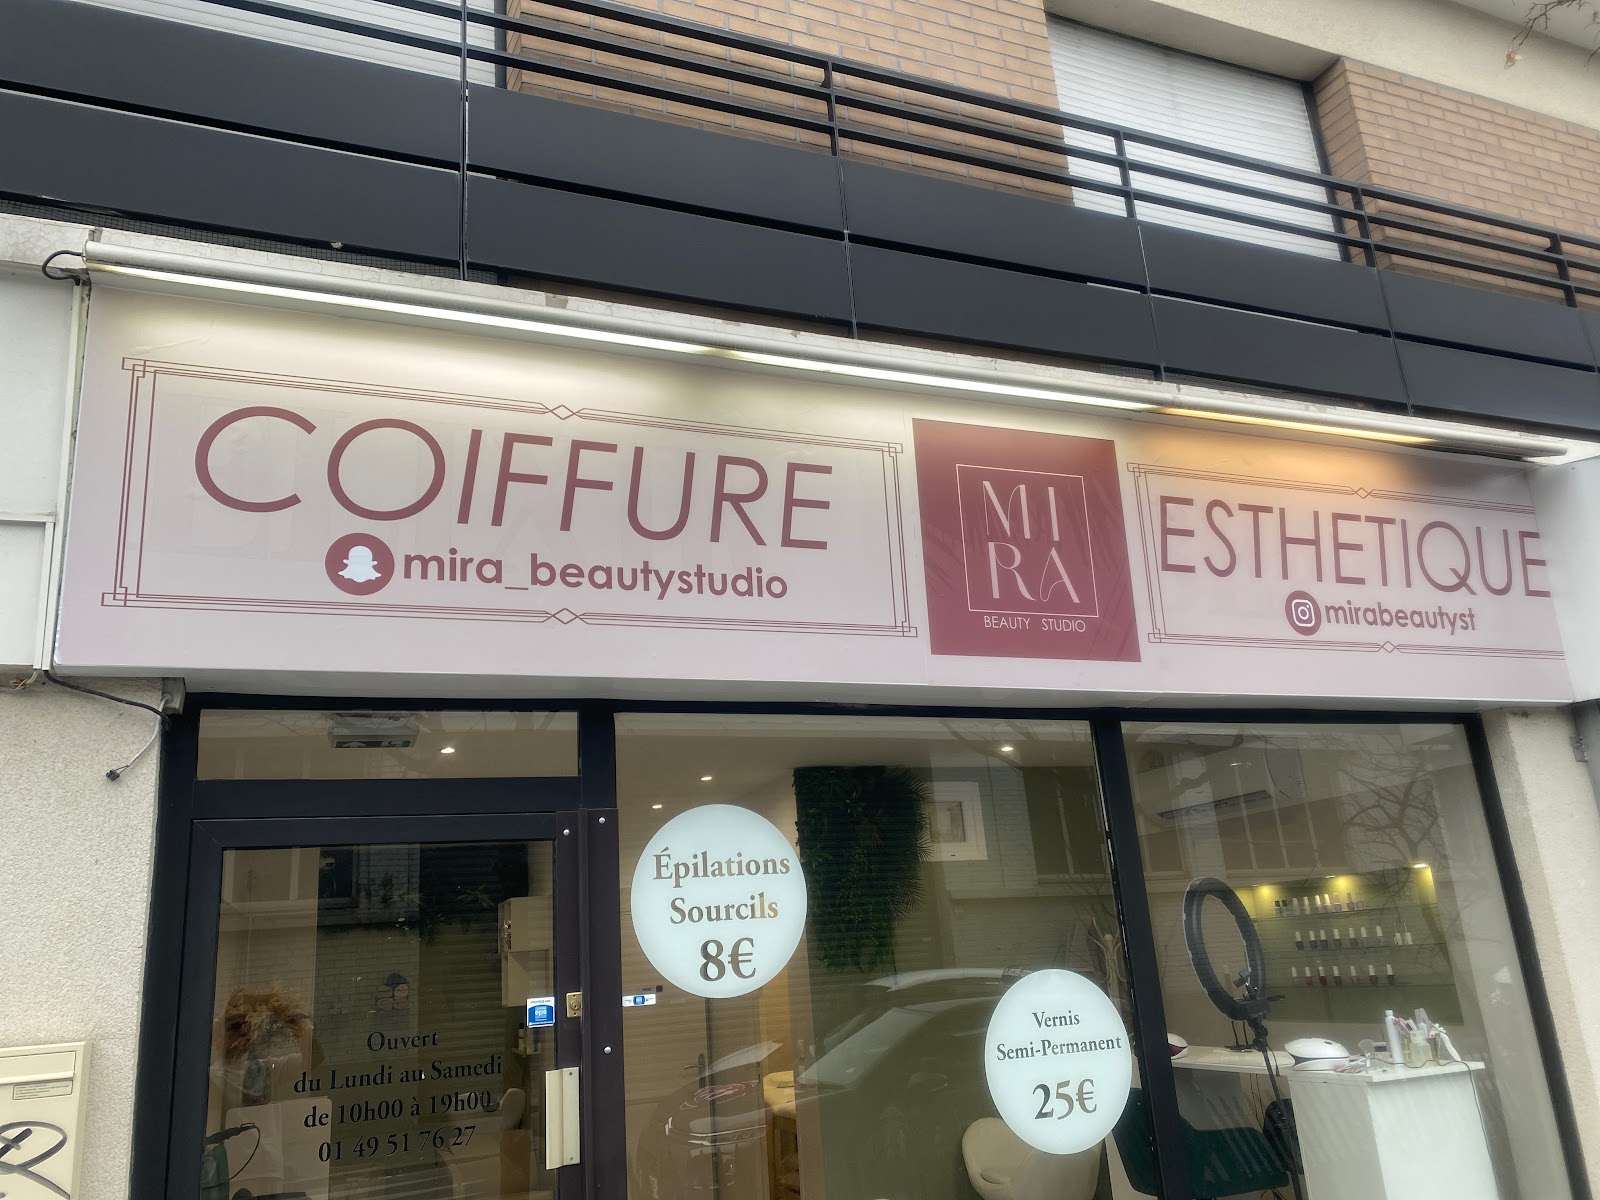 COIFFURE
mira_beautystudio
MI
RA
BEAUTY STUDIO
ESTHETIQUE
mirabeautyst
Épilations
Sourcils
8€
Vernis
Semi-Permanent
25€
Ouvert
du Lundi au Samedi
de 10h00 à 19h00
01 49 51 76 27
eps